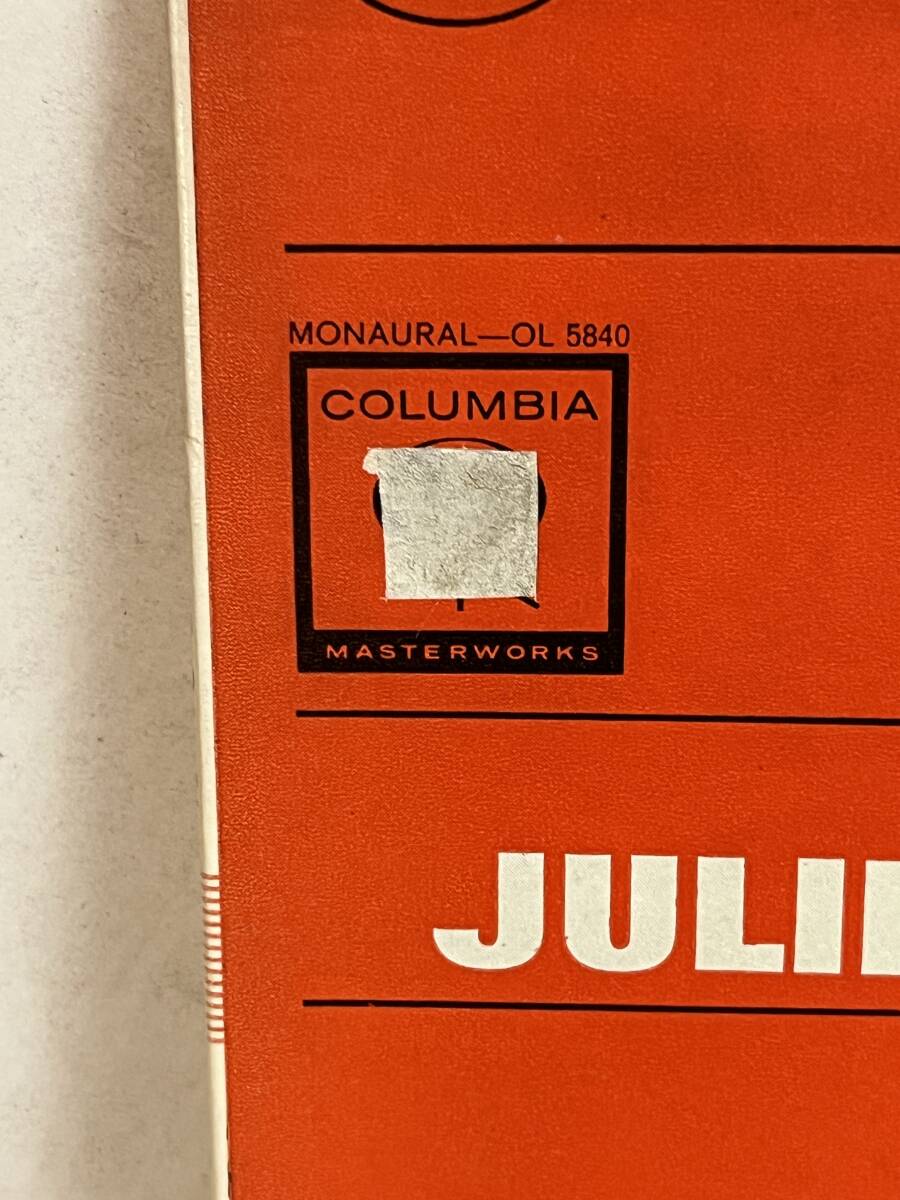 MONAURAL—OL 5840
COLUMBIA
MASTERWORKS
JULI